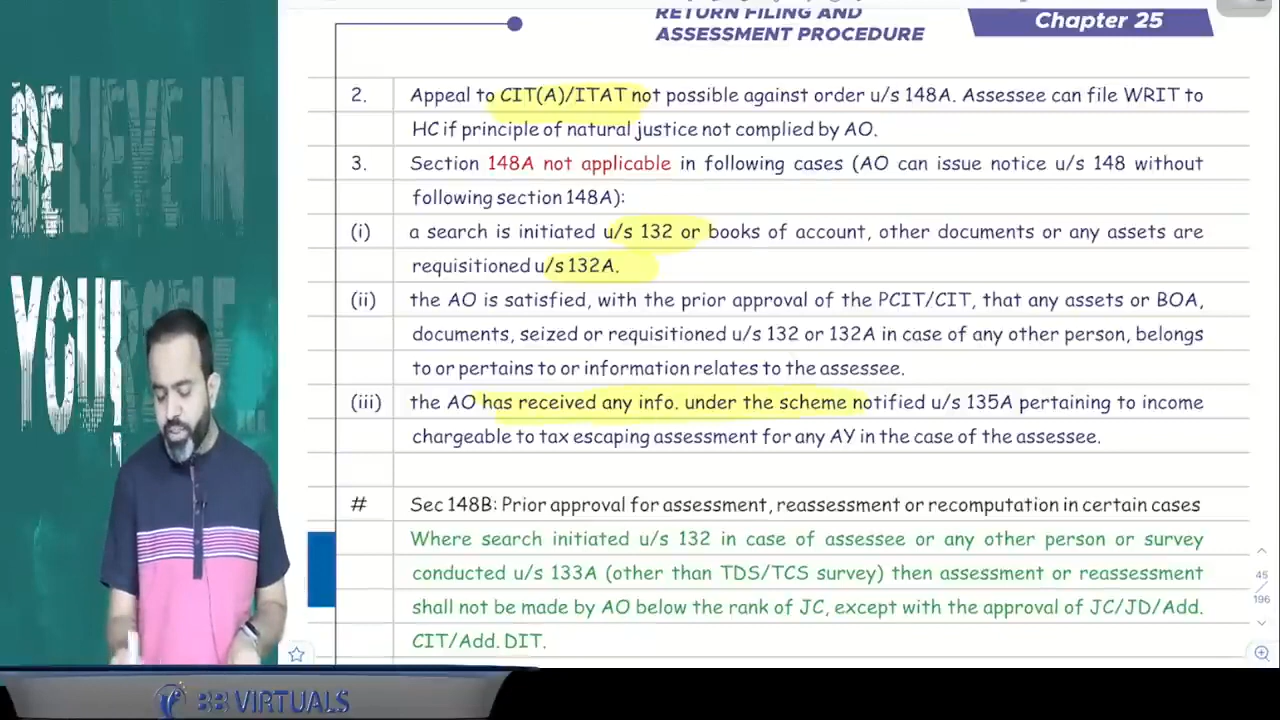 RETURN FILING AND
ASSESSMENT PROCEDURE
Chapter 25
BELIEVE IN
YOURSELF
2. Appeal to CIT(A)/ITAT not possible against order u/s 148A. Assessee can file WRIT to
HC if principle of natural justice not complied by AO.
3. Section 148A not applicable in following cases (AO can issue notice u/s 148 without
following section 148A):
(i) a search is initiated u/s 132 or books of account, other documents or any assets are
requisitioned u/s 132A.
(ii) the AO is satisfied, with the prior approval of the PCIT/CIT, that any assets or BOA,
documents, seized or requisitioned u/s 132 or 132A in case of any other person, belongs
to or pertains to or information relates to the assessee.
(iii) the AO has received any info. under the scheme notified u/s 135A pertaining to income
chargeable to tax escaping assessment for any AY in the case of the assessee.
# Sec 148B: Prior approval for assessment, reassessment or recomputation in certain cases
Where search initiated u/s 132 in case of assessee or any other person or survey
conducted u/s 133A (other than TDS/TCS survey) then assessment or reassessment
shall not be made by AO below the rank of JC, except with the approval of JC/JD/Add.
CIT/Add. DIT.
45
/
196
BB VIRTUALS